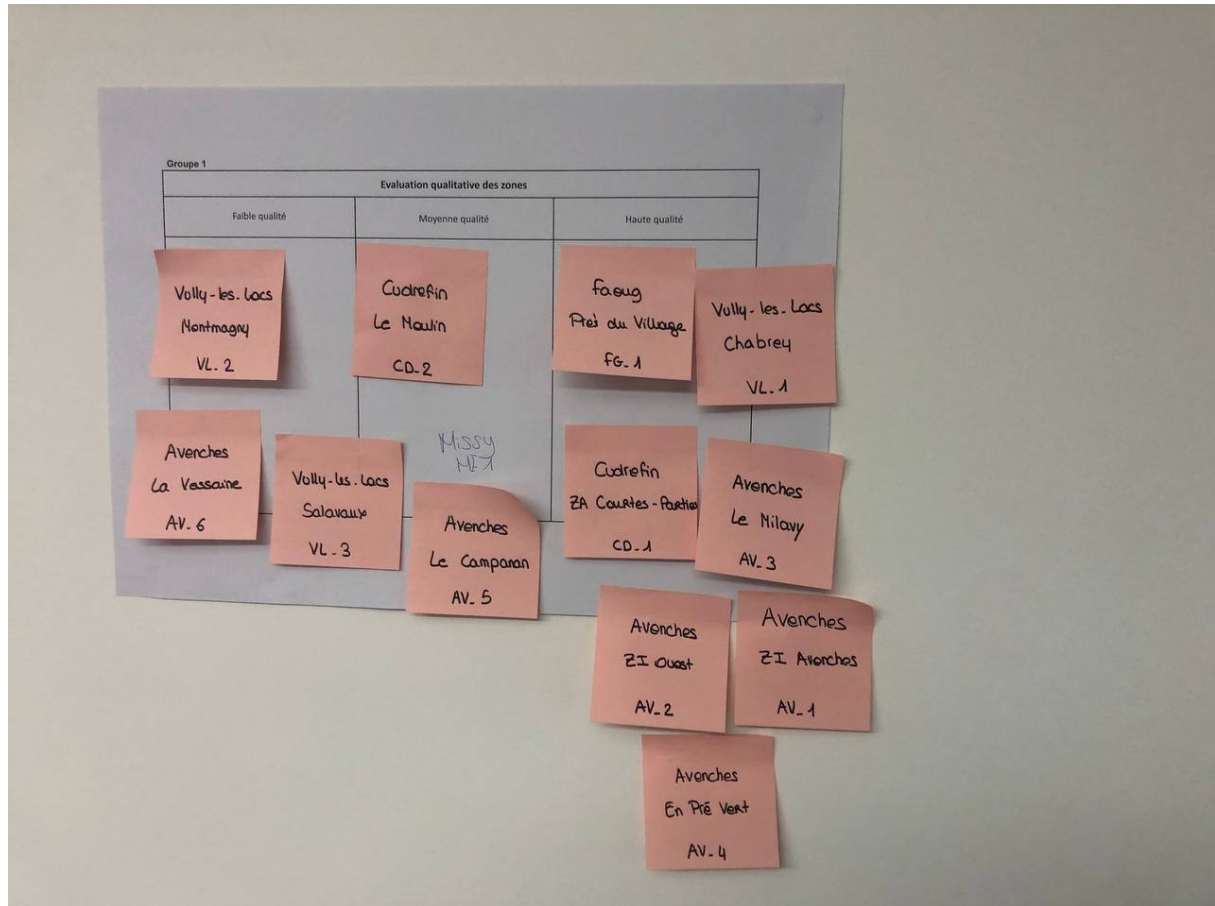 Groupe 1
Evaluation qualitative des zones
Faible qualité
Moyenne qualité
Haute qualité
Vully-les-Lacs
Montmagny
VL_2
Cudrefin
Le Moulin
CD_2
Faoug
Près du Village
FG_1
Vully-les-Lacs
Chabrey
VL_1
Avenches
La Vessaine
AV_6
Vully-les-Lacs
Salavaux
VL_3
Missy
MI1
Avenches
Le Campanan
AV_5
Cudrefin
ZA Courtes-Parties
CD_1
Avenches
Le Milavy
AV_3
Avenches
ZI Ouest
AV_2
Avenches
ZI Avenches
AV_1
Avenches
En Pré Vert
AV_4